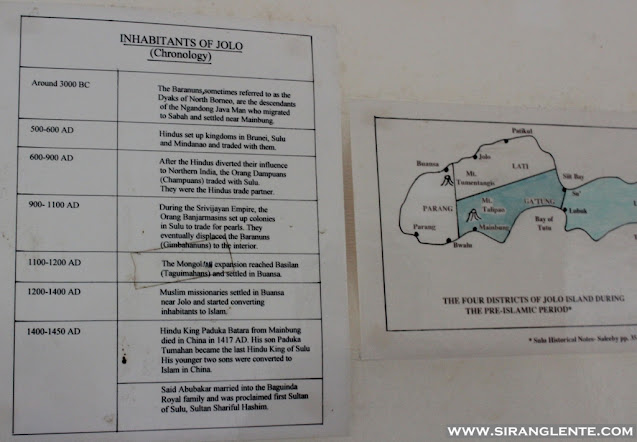 INHABITANTS OF JOLO
(Chronology)
Around 3000 BC
The Baranuns, sometimes referred to as the
Dyaks of North Borneo, are the descendants
of the Ngandong Java Man who migrated
to Sabah and settled near Mainbung.
500-600 AD
Hindus set up kingdoms in Brunei, Sulu
and Mindanao and traded with them.
600-900 AD
After the Hindus diverted their influence
to Northern India, the Orang Dampuans
(Champuans) traded with Sulu.
They were the Hindus trade partner.
900- 1100 AD
During the Srivijayan Empire, the
Orang Banjarmasins set up colonies
in Sulu to trade for pearls. They
eventually displaced the Baranuns
(Gimbahanuns) to the interior.
1100-1200 AD
The Mongol expansion reached Basilan
(Taguimahans) and settled in Buansa.
1200-1400 AD
Muslim missionaries settled in Buansa
near Jolo and started converting
inhabitants to Islam.
1400-1450 AD
Hindu King Paduka Batara from Mainbung
died in China in 1417 AD. His son Paduka
Tumahan became the last Hindu King of Sulu
His younger two sons were converted to
Islam in China.
Said Abubakar married into the Baguinda
Royal family and was proclaimed first Sultan
of Sulu, Sultan Shariful Hashim.
Patikul
Jolo
Buansa
LATI
Mt.
Tumantangis
Siit Bay
Su'
PARANG
Mt.
Talipao
GATUNG
Luuk
Parang
Mainbung
Bay of
Tutu
Bwalu
THE FOUR DISTRICTS OF JOLO ISLAND DURING
THE PRE-ISLAMIC PERIOD*
* Sulu Historical Notes- Saleeby pp.
WWW.SIRANGLENTE.COM